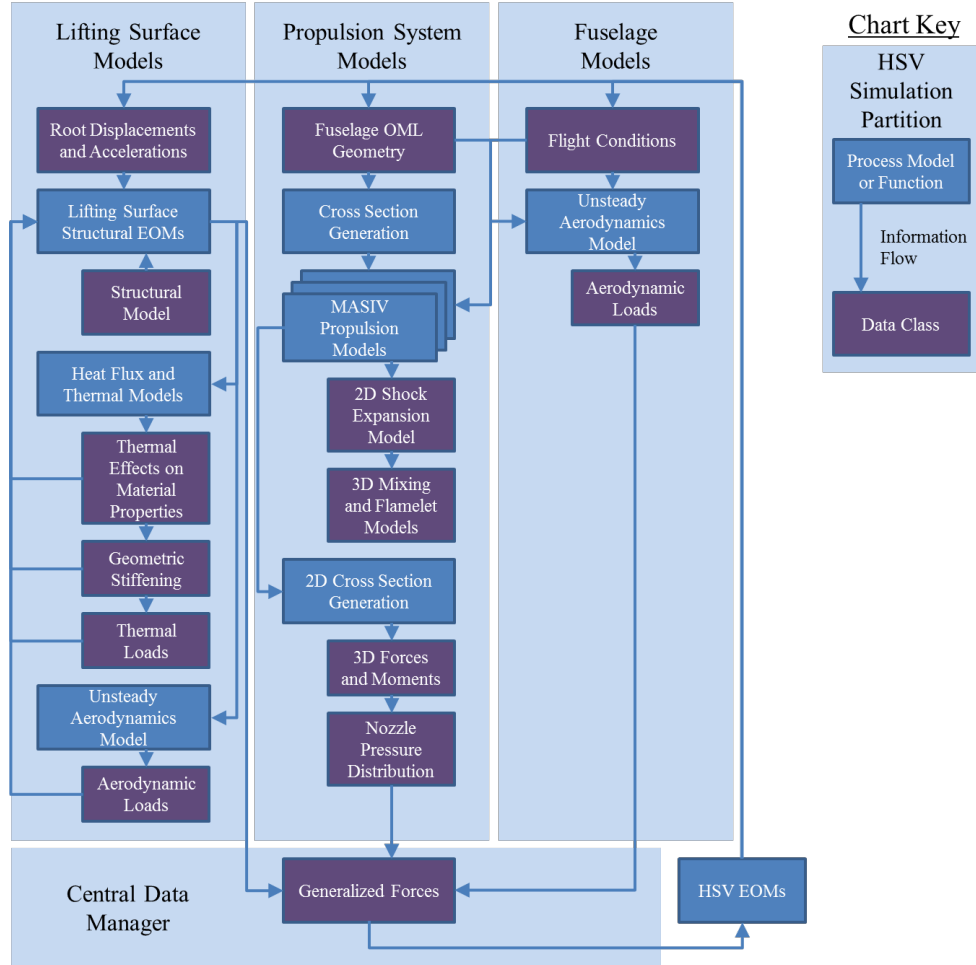 Lifting Surface
Models
Root Displacements
and Accelerations
Lifting Surface
Structural EOMs
Structural
Model
Heat Flux and
Thermal Models
Thermal
Effects on
Material
Properties
Geometric
Stiffening
Thermal
Loads
Unsteady
Aerodynamics
Model
Aerodynamic
Loads
Propulsion System
Models
Fuselage OML
Geometry
Cross Section
Generation
MASIV
Propulsion
Models
2D Shock
Expansion
Model
3D Mixing
and Flamelet
Models
2D Cross Section
Generation
3D Forces
and Moments
Nozzle
Pressure
Distribution
Fuselage
Models
Flight Conditions
Unsteady
Aerodynamics
Model
Aerodynamic
Loads
Central Data
Manager
Generalized Forces
HSV EOMs
Chart Key
HSV
Simulation
Partition
Process Model
or Function
Information
Flow
Data Class